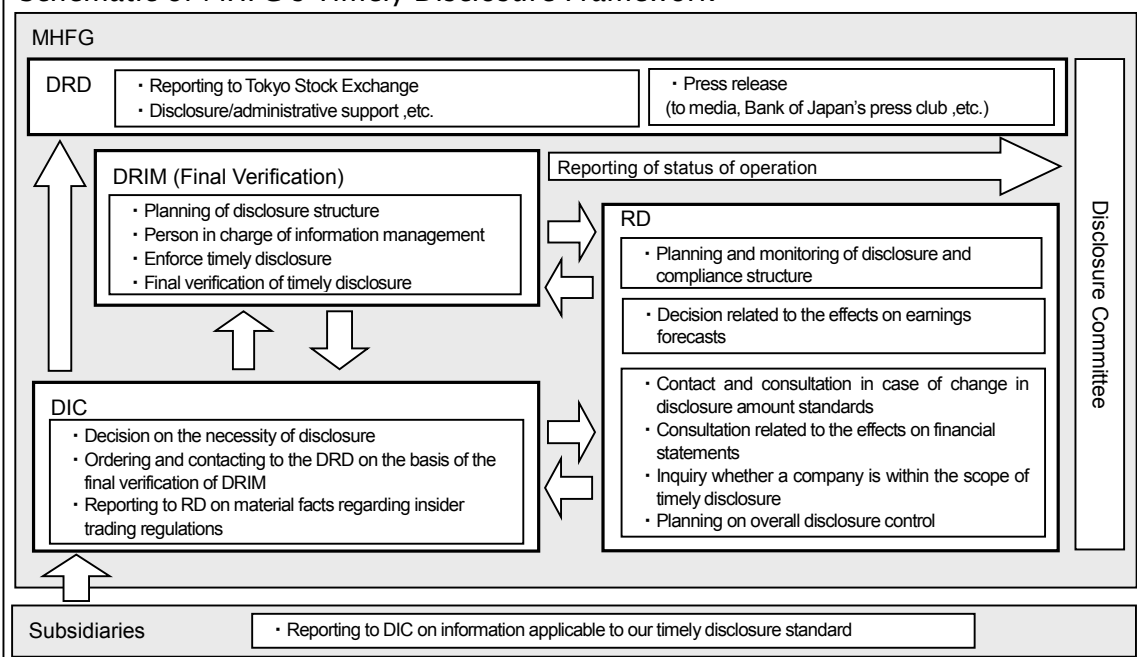 MHFG
DRD
・Reporting to Tokyo Stock Exchange
・Disclosure/administrative support ,etc.
・Press release
(to media, Bank of Japan's press club ,etc.)
DRIM (Final Verification)
・Planning of disclosure structure
・Person in charge of information management
・Enforce timely disclosure
・Final verification of timely disclosure
Reporting of status of operation
RD
・Planning and monitoring of disclosure and
compliance structure
・Decision related to the effects on earnings
forecasts
・Contact and consultation in case of change in
disclosure amount standards
・Consultation related to the effects on financial
statements
・Inquiry whether a company is within the scope of
timely disclosure
・Planning on overall disclosure control
Disclosure Committee
DIC
・Decision on the necessity of disclosure
・Ordering and contacting to the DRD on the basis of the
final verification of DRIM
・Reporting to RD on material facts regarding insider
trading regulations
Subsidiaries
・Reporting to DIC on information applicable to our timely disclosure standard